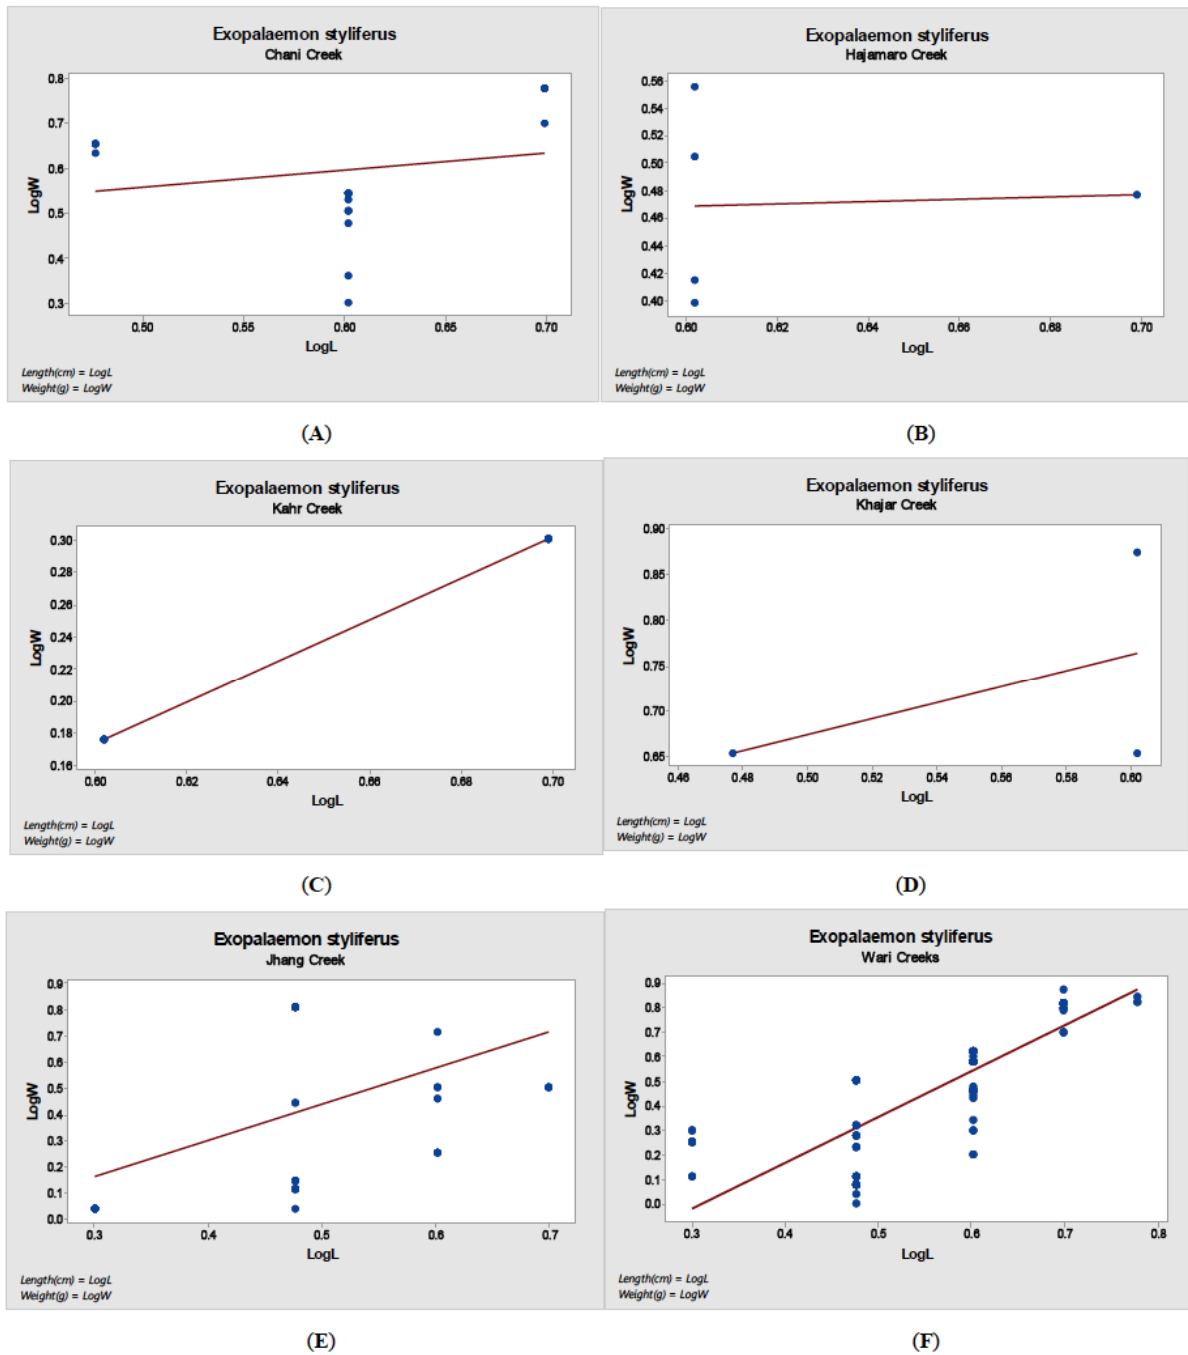 Exopalaemon styliferus
Chani Creek
0.8
0.7
0.6
0.5
0.4
0.3
LogW
0.50 0.55 0.60 0.65 0.70
LogL
Length(cm) = LogL
Weight(g) = LogW
(A)
Exopalaemon styliferus
Hajamaro Creek
0.56
0.54
0.52
0.50
0.48
0.46
0.44
0.42
0.40
LogW
0.60 0.62 0.64 0.66 0.68 0.70
LogL
Length(cm) = LogL
Weight(g) = LogW
(B)
Exopalaemon styliferus
Kahr Creek
0.30
0.28
0.26
0.24
0.22
0.20
0.18
0.16
LogW
0.60 0.62 0.64 0.66 0.68 0.70
LogL
Length(cm) = LogL
Weight(g) = LogW
(C)
Exopalaemon styliferus
Khajar Creek
0.90
0.85
0.80
0.75
0.70
0.65
LogW
0.46 0.48 0.50 0.52 0.54 0.56 0.58 0.60
LogL
Length(cm) = LogL
Weight(g) = LogW
(D)
Exopalaemon styliferus
Jhang Creek
0.9
0.8
0.7
0.6
0.5
0.4
0.3
0.2
0.1
0.0
LogW
0.3 0.4 0.5 0.6 0.7
LogL
Length(cm) = LogL
Weight(g) = LogW
(E)
Exopalaemon styliferus
Wari Creeks
0.9
0.8
0.7
0.6
0.5
0.4
0.3
0.2
0.1
0.0
LogW
0.3 0.4 0.5 0.6 0.7 0.8
LogL
Length(cm) = LogL
Weight(g) = LogW
(F)